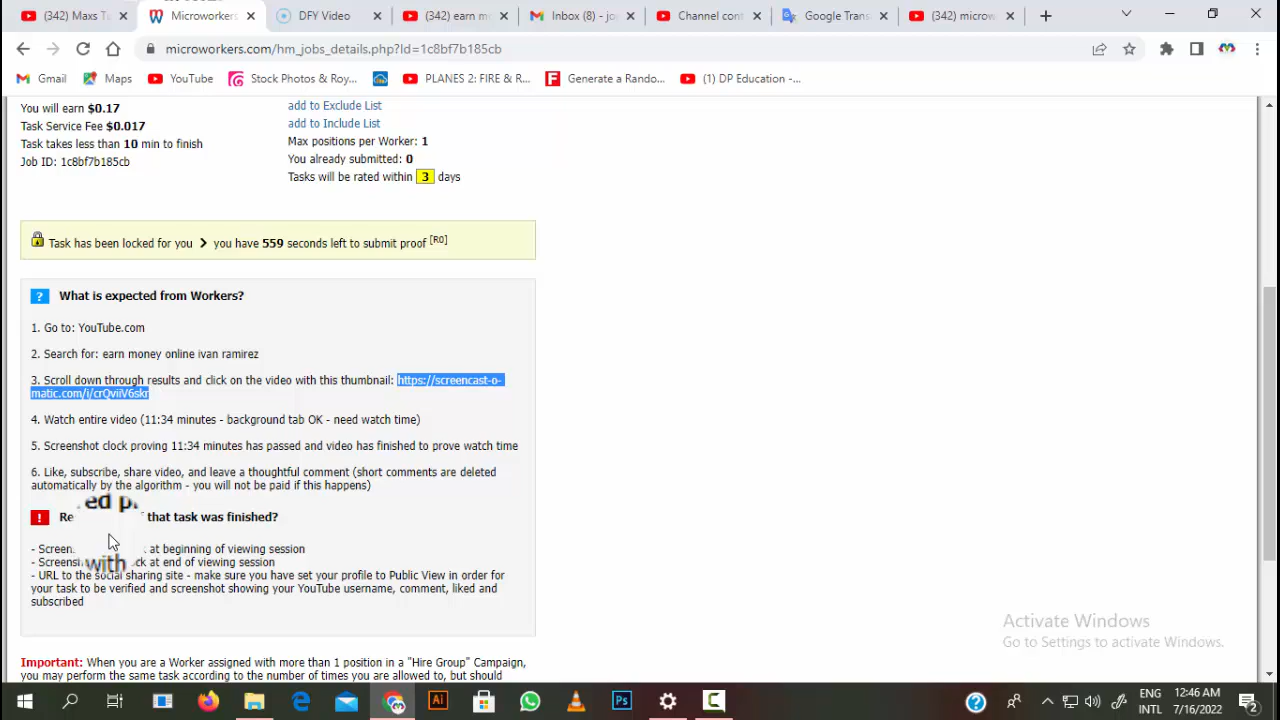 (342) Maxs Tu
Microworkers
DFY Video
(342) earn m
Inbox (8) - jo
Channel cont
Google Trans
(342) microw
microworkers.com/hm_jobs_details.php?Id=1c8bf7b185cb
Gmail
Maps
YouTube
Stock Photos & Roy...
PLANES 2: FIRE & R...
Generate a Rando...
(1) DP Education -...
You will earn $0.17
Task Service Fee $0.017
Task takes less than 10 min to finish
Job ID: 1c8bf7b185cb
add to Exclude List
add to Include List
Max positions per Worker: 1
You already submitted: 0
Tasks will be rated within 3 days
Task has been locked for you > you have 559 seconds left to submit proof [R0]
? What is expected from Workers?
1. Go to: YouTube.com
2. Search for: earn money online ivan ramirez
3. Scroll down through results and click on the video with this thumbnail: https://screencast-o-
matic.com/i/crQviiV6skr
4. Watch entire video (11:34 minutes - background tab OK - need watch time)
5. Screenshot clock proving 11:34 minutes has passed and video has finished to prove watch time
6. Like, subscribe, share video, and leave a thoughtful comment (short comments are deleted
automatically by the algorithm - you will not be paid if this happens)
ed p
! Re that task was finished?
- Screen at beginning of viewing session
- Screensh ck at end of viewing session
with
- URL to the social sharing site - make sure you have set your profile to Public View in order for
your task to be verified and screenshot showing your YouTube username, comment, liked and
subscribed
Important: When you are a Worker assigned with more than 1 position in a "Hire Group" Campaign,
you may perform the same task according to the number of times you are allowed to, but should
Activate Windows
Go to Settings to activate Windows.
Ai
Ps
ENG
INTL
12:46 AM
7/16/2022
2